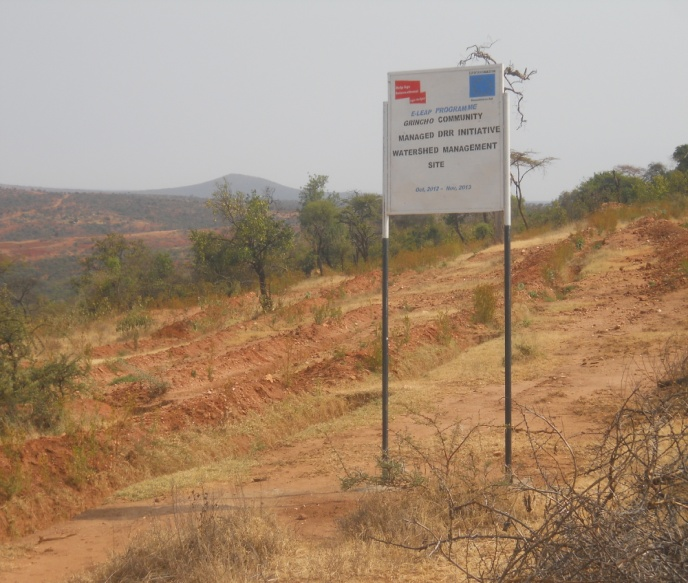 E-LEAP PROGRAMME
GRINCHO COMMUNITY
MANAGED DRR INITIATIVE
WATERSHED MANAGEMENT
SITE